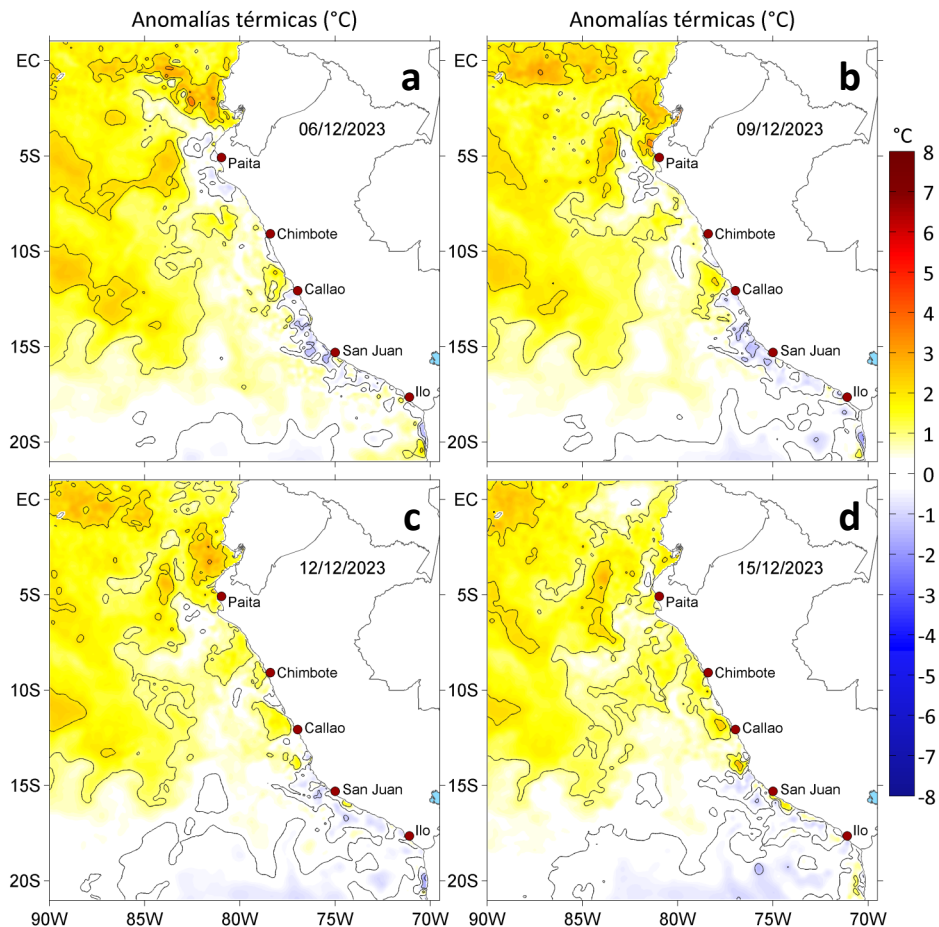 Anomalías térmicas (°C)
Anomalías térmicas (°C)
EC
5S
10S
15S
20S
a
06/12/2023
Paita
Chimbote
Callao
San Juan
Ilo
b
09/12/2023
Paita
Chimbote
Callao
San Juan
Ilo
EC
5S
10S
15S
20S
c
12/12/2023
Paita
Chimbote
Callao
San Juan
Ilo
d
15/12/2023
Paita
Chimbote
Callao
San Juan
Ilo
90W
85W
80W
75W
70W
90W
85W
80W
75W
70W
EC
5S
10S
15S
20S
EC
5S
10S
15S
20S
°C
8
7
6
5
4
3
2
1
0
-1
-2
-3
-4
-5
-6
-7
-8